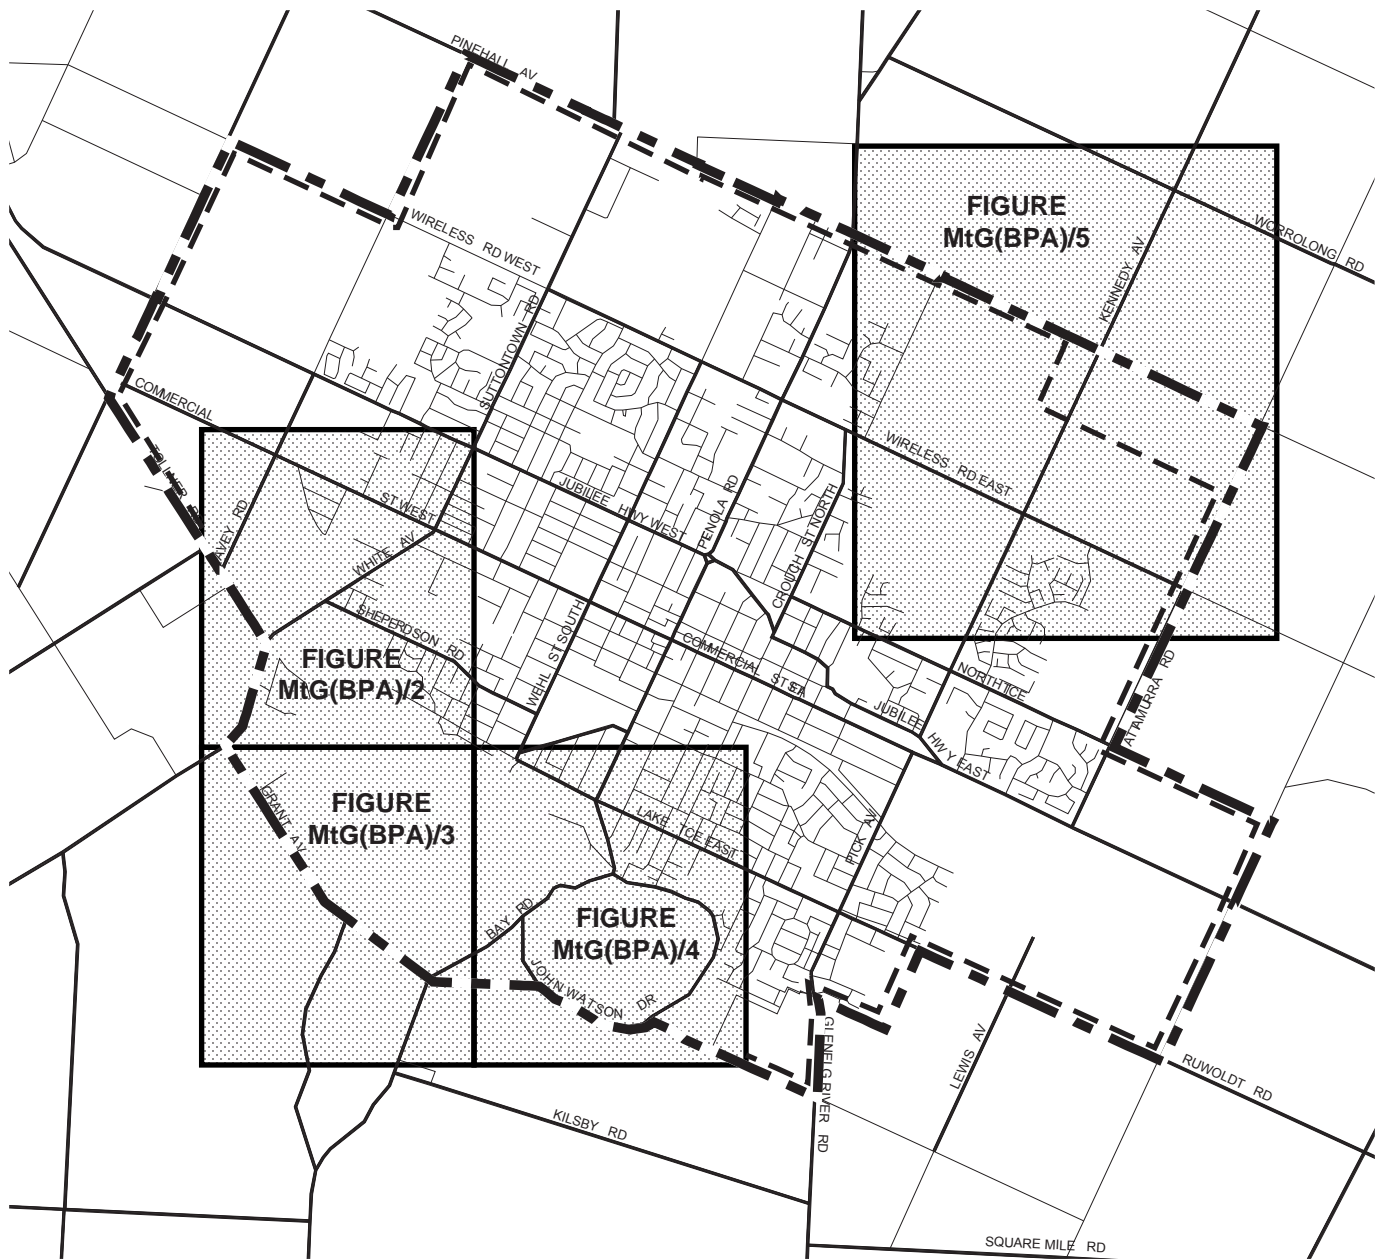 PINEHALL AV
FIGURE
MtG(BPA)/5
WORROLONG RD
WIRELESS RD WEST
KENNEDY AV
SUTTONTOWN RD
COMMERCIAL
ST WEST
WIRELESS RD EAST
JUBILEE HWY WEST
PENOLA RD
CROUCH ST NORTH
WHITE AV
SHEPERDSON RD
WEHL ST SOUTH
COMMERCIAL ST
FIGURE
MtG(BPA)/2
NORTH TCE
JUBILEE
HWY EAST
ATTAMURRA RD
GRANT AV
FIGURE
MtG(BPA)/3
LAKE TCE EAST
PICK AV
BAY RD
FIGURE
MtG(BPA)/4
JOHN WATSON DR
GLENELG RIVER RD
LEWIS AV
RUWOLDT RD
KILSBY RD
SQUARE MILE RD